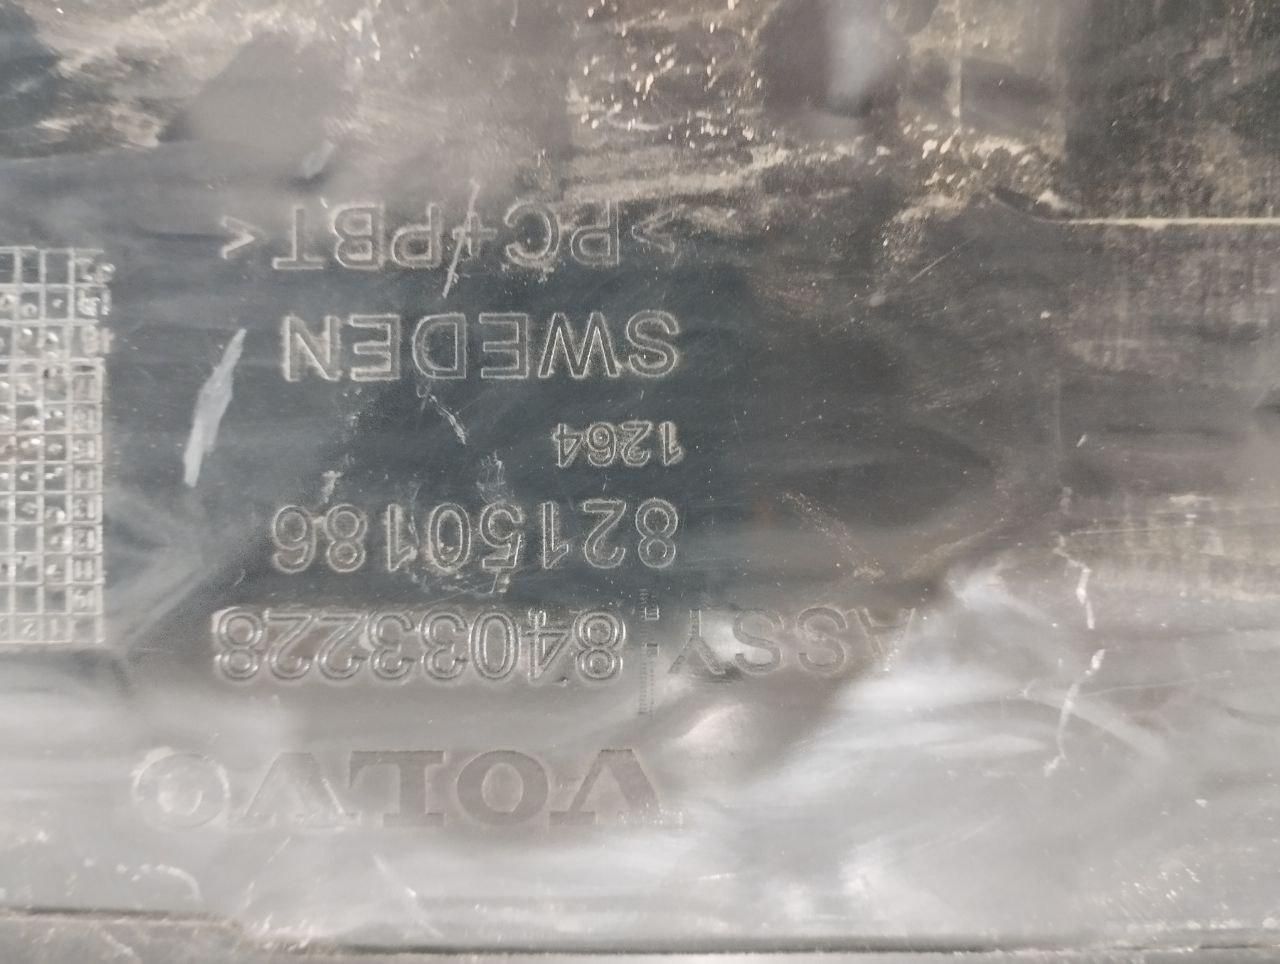 VOLVO
ASSY: 84033228
82150186
1264
SWEDEN
>PC+PBT<